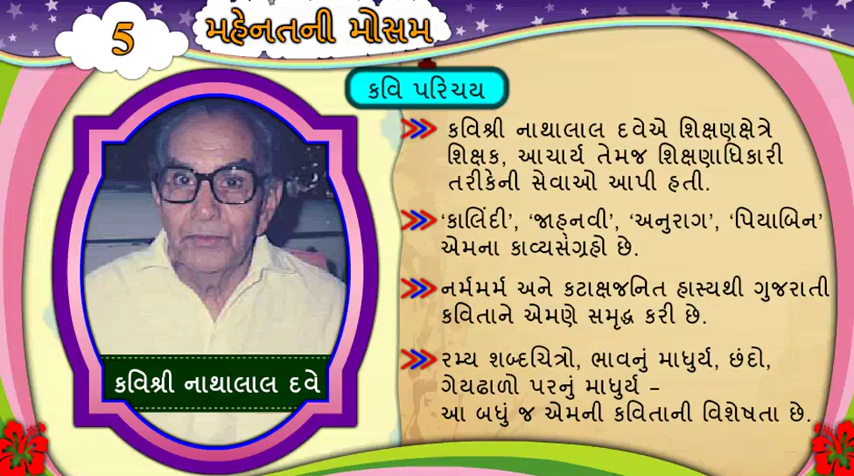 5
મહેનતની મોસમ
કવિ પરિચય
કવિશ્રી નાથાલાલ દવેએ શિક્ષણક્ષેત્રે
શિક્ષક, આચાર્ય તેમજ શિક્ષણાધિકારી
તરીકેની સેવાઓ આપી હતી.
‘કાલિંદી’, ‘જાહ્નવી’, ‘અનુરાગ’, ‘પિયાબિન’
એમના કાવ્યસંગ્રહો છે.
નર્મમર્મ અને કટાક્ષજનિત હાસ્યથી ગુજરાતી
કવિતાને એમણે સમૃદ્ધ કરી છે.
રમ્ય શબ્દચિત્રો, ભાવનું માધુર્ય, છંદો,
ગેયઢાળો પરનું માધુર્ય –
આ બધું જ એમની કવિતાની વિશેષતા છે.
કવિશ્રી નાથાલાલ દવે